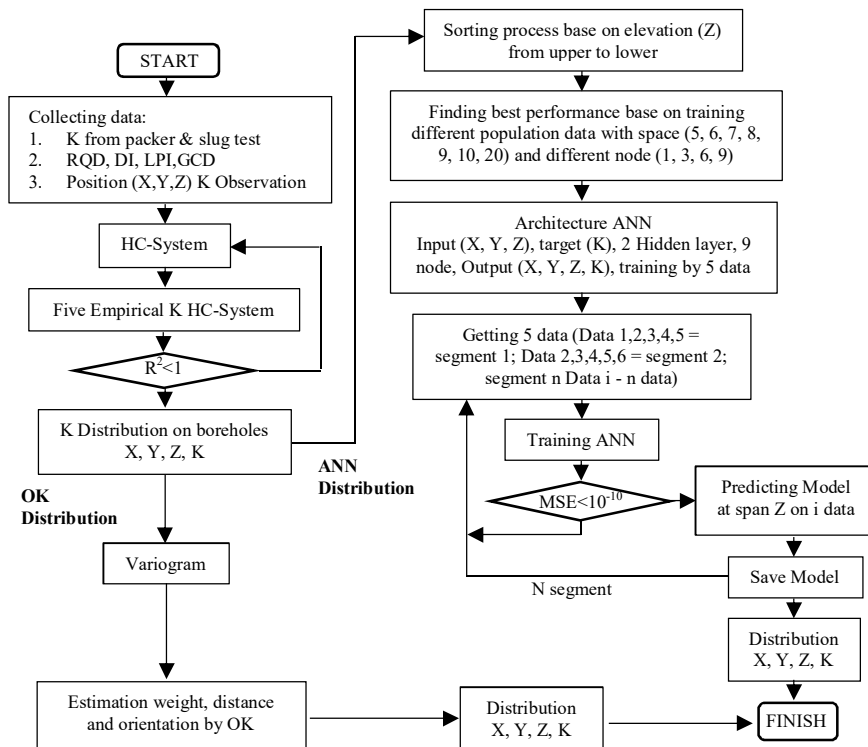 START
Collecting data:
1. K from packer & slug test
2. RQD, DI, LPI,GCD
3. Position (X,Y,Z) K Observation
HC-System
Five Empirical K HC-System
R²<1
K Distribution on boreholes
X, Y, Z, K
OK
Distribution
ANN
Distribution
Variogram
Estimation weight, distance
and orientation by OK
Distribution
X, Y, Z, K
Sorting process base on elevation (Z)
from upper to lower
Finding best performance base on training
different population data with space (5, 6, 7, 8,
9, 10, 20) and different node (1, 3, 6, 9)
Architecture ANN
Input (X, Y, Z), target (K), 2 Hidden layer, 9
node, Output (X, Y, Z, K), training by 5 data
Getting 5 data (Data 1,2,3,4,5 =
segment 1; Data 2,3,4,5,6 = segment 2;
segment n Data i - n data)
Training ANN
MSE<10⁻¹⁰
Predicting Model
at span Z on i data
Save Model
N segment
Distribution
X, Y, Z, K
FINISH